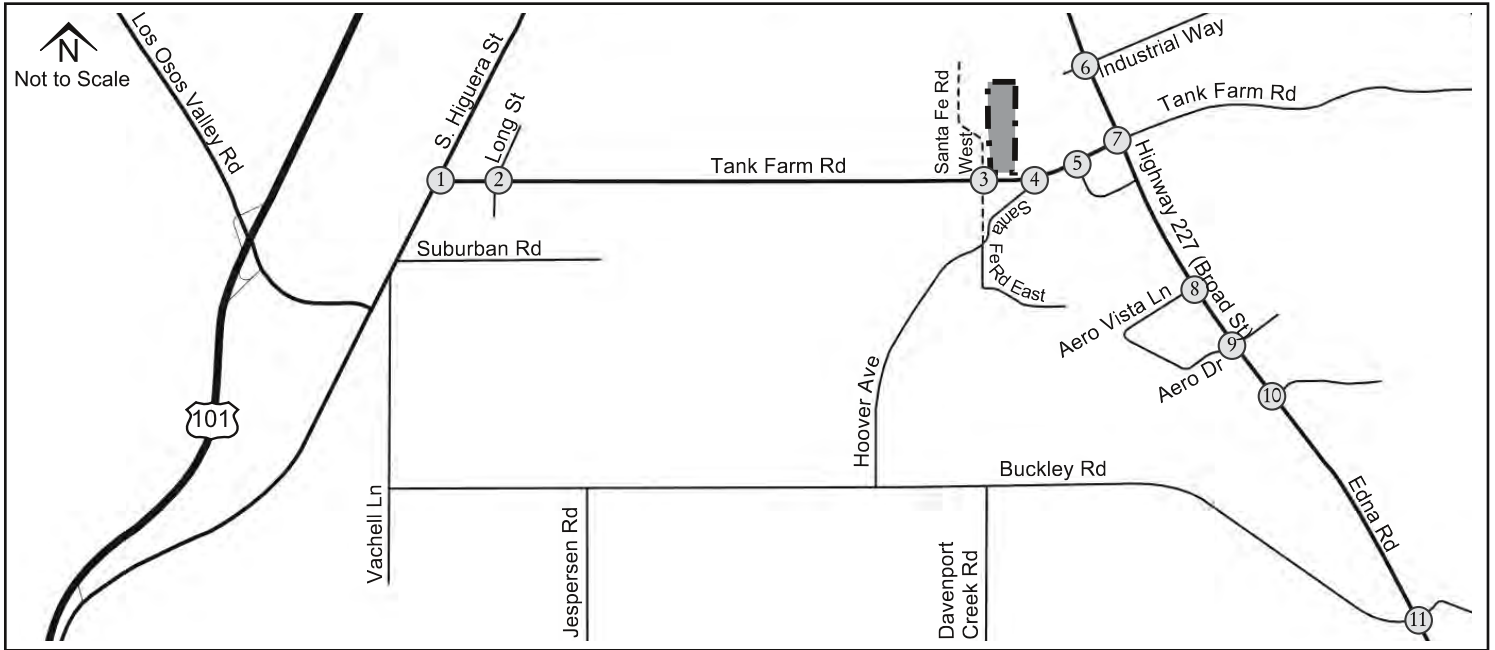 N
Not to Scale
Los Osos Valley Rd
S. Higuera St
Long St
Santa Fe Rd
West
6
Industrial Way
Tank Farm Rd
7
5
Tank Farm Rd
1
2
3
4
Santa Fe Rd East
Highway 227 (Broad St)
Suburban Rd
8
Aero Vista Ln
9
Aero Dr
10
101
Hoover Ave
Buckley Rd
Edna Rd
Vachell Ln
Jespersen Rd
Davenport
Creek Rd
11